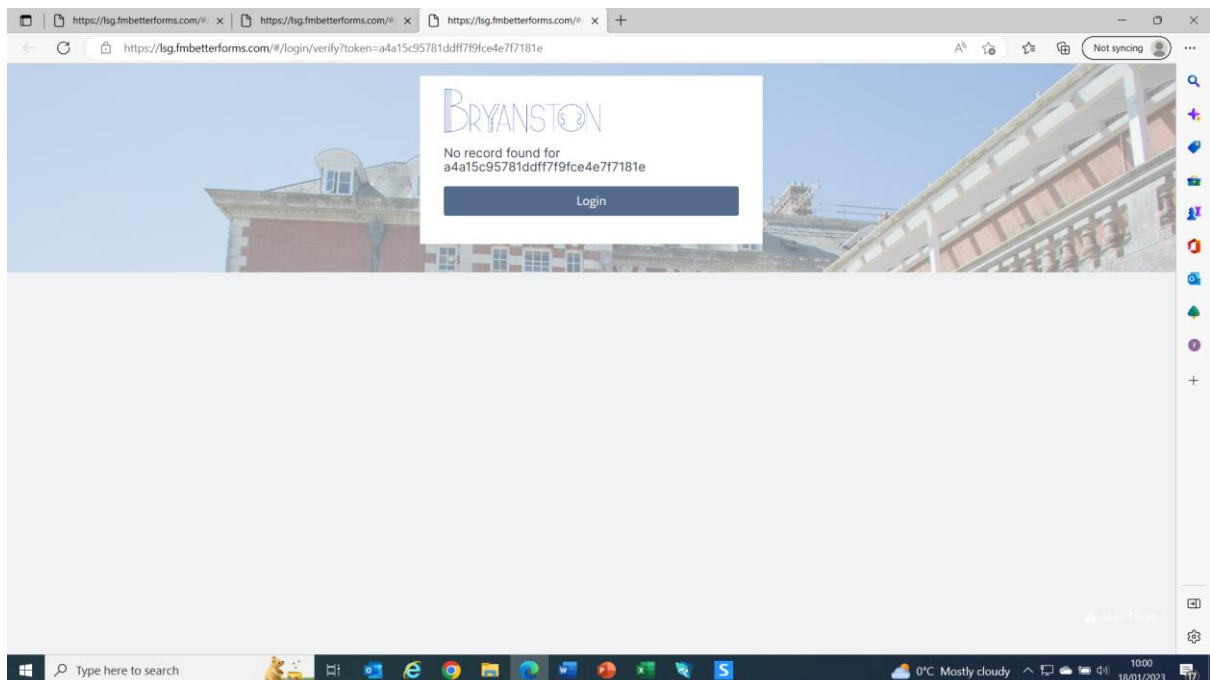 https://lsg.fmbetterforms.com/#/
https://lsg.fmbetterforms.com/#/
https://lsg.fmbetterforms.com/#/
https://lsg.fmbetterforms.com/#/login/verify?token=a4a15c95781ddff7f9fce4e7f7181e
Not syncing
BRYANSTON
No record found for
a4a15c95781ddff7f9fce4e7f7181e
Login
Dev Tools
Type here to search
0°C Mostly cloudy
10:00
18/01/2023
17